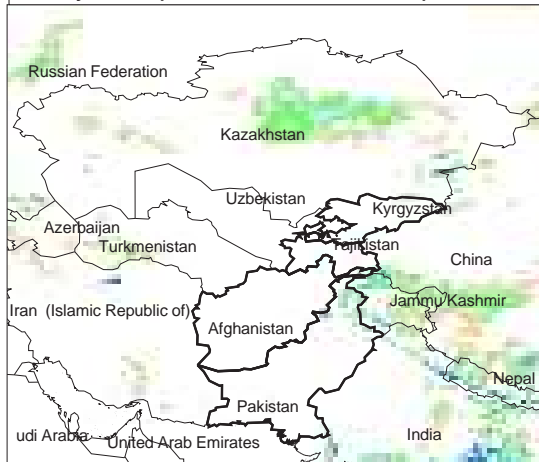 Russian Federation
Kazakhstan
Uzbekistan
Kyrgyzstan
Azerbaijan
Turkmenistan
Tajikistan
China
Iran (Islamic Republic of)
Jammu Kashmir
Afghanistan
Nepal
Pakistan
udi Arabia
United Arab Emirates
India